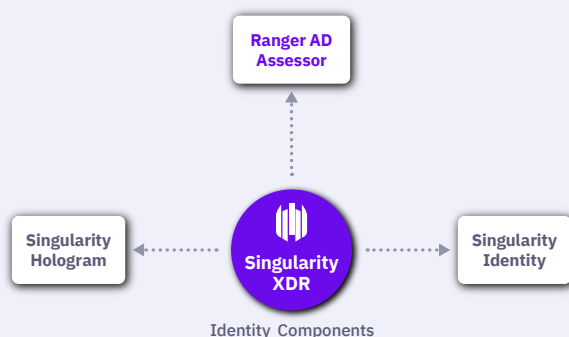 Ranger AD
Assessor
Singularity
Hologram
Singularity
XDR
Singularity
Identity
Identity Components